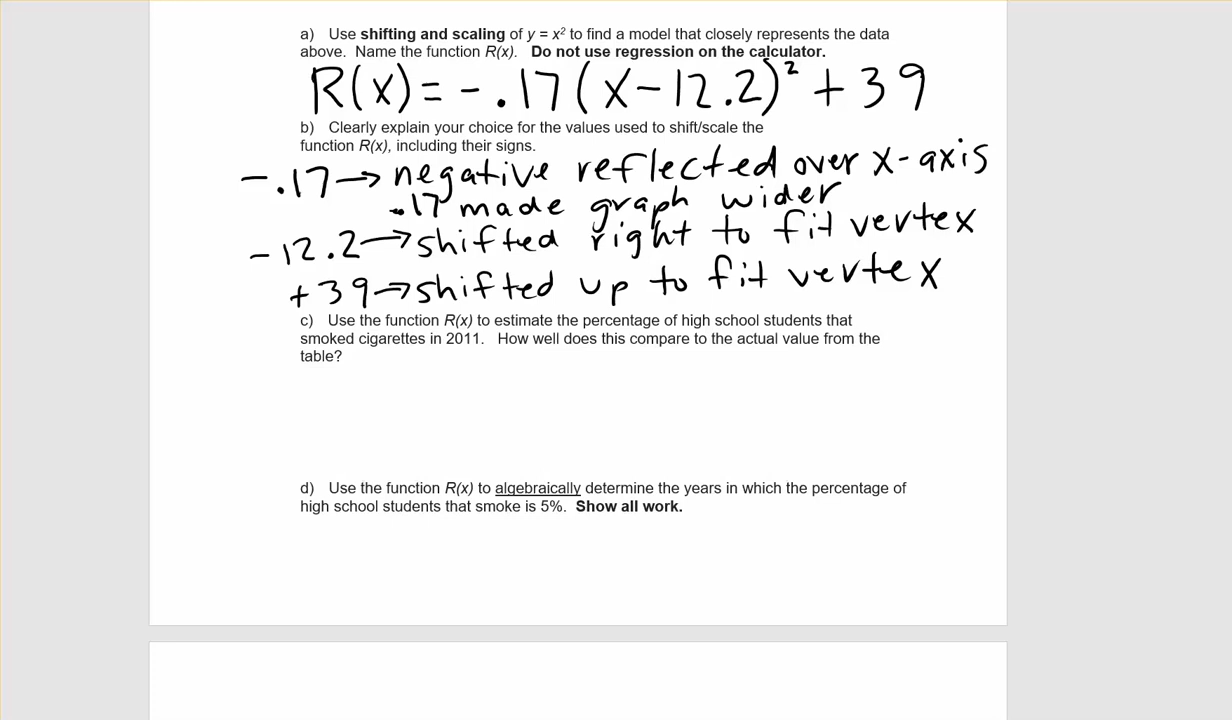 a) Use shifting and scaling of y = x² to find a model that closely represents the data
above. Name the function R(x). Do not use regression on the calculator.
R(x) = -.17(x-12.2)² + 39
b) Clearly explain your choice for the values used to shift/scale the
function R(x), including their signs.
-.17→ negative reflected over x-axis
.17 made graph wider
-12.2→shifted right to fit vertex
+39→shifted up to fit vertex
c) Use the function R(x) to estimate the percentage of high school students that
smoked cigarettes in 2011. How well does this compare to the actual value from the
table?
d) Use the function R(x) to algebraically determine the years in which the percentage of
high school students that smoke is 5%. Show all work.